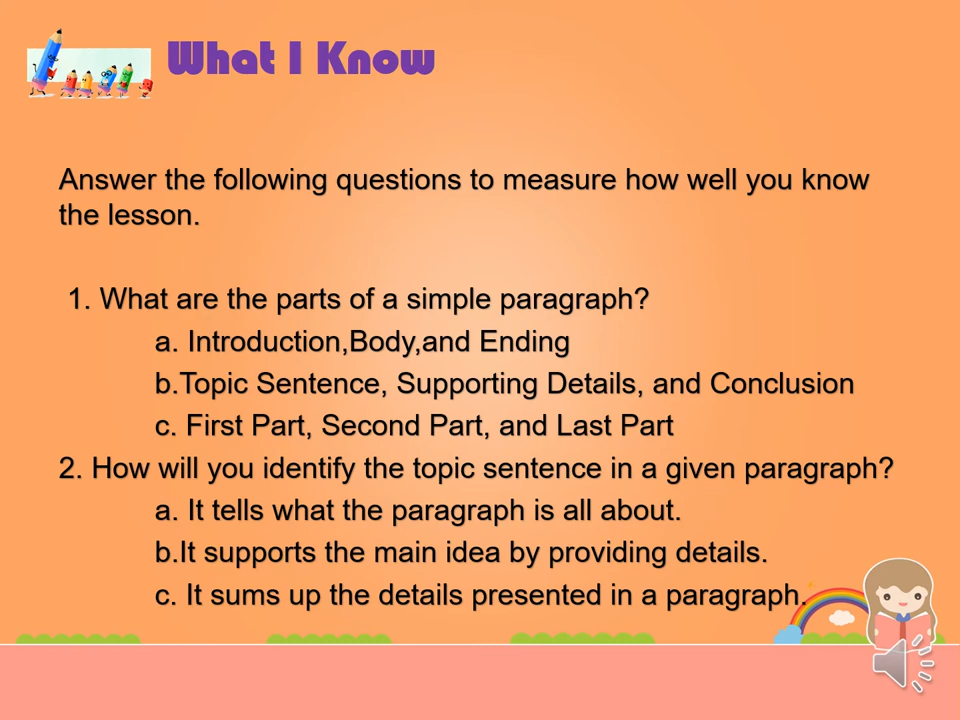 What I Know
Answer the following questions to measure how well you know
the lesson.
1. What are the parts of a simple paragraph?
a. Introduction,Body,and Ending
b.Topic Sentence, Supporting Details, and Conclusion
c. First Part, Second Part, and Last Part
2. How will you identify the topic sentence in a given paragraph?
a. It tells what the paragraph is all about.
b.It supports the main idea by providing details.
c. It sums up the details presented in a paragraph.